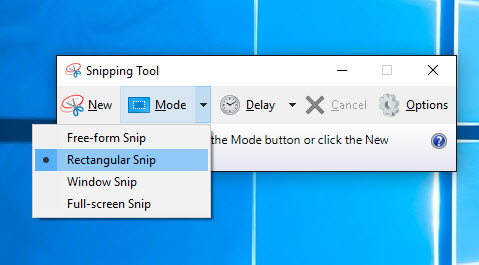 Snipping Tool
New Mode Delay Cancel Options
Free-form Snip
the Mode button or click the New
Rectangular Snip
Window Snip
Full-screen Snip